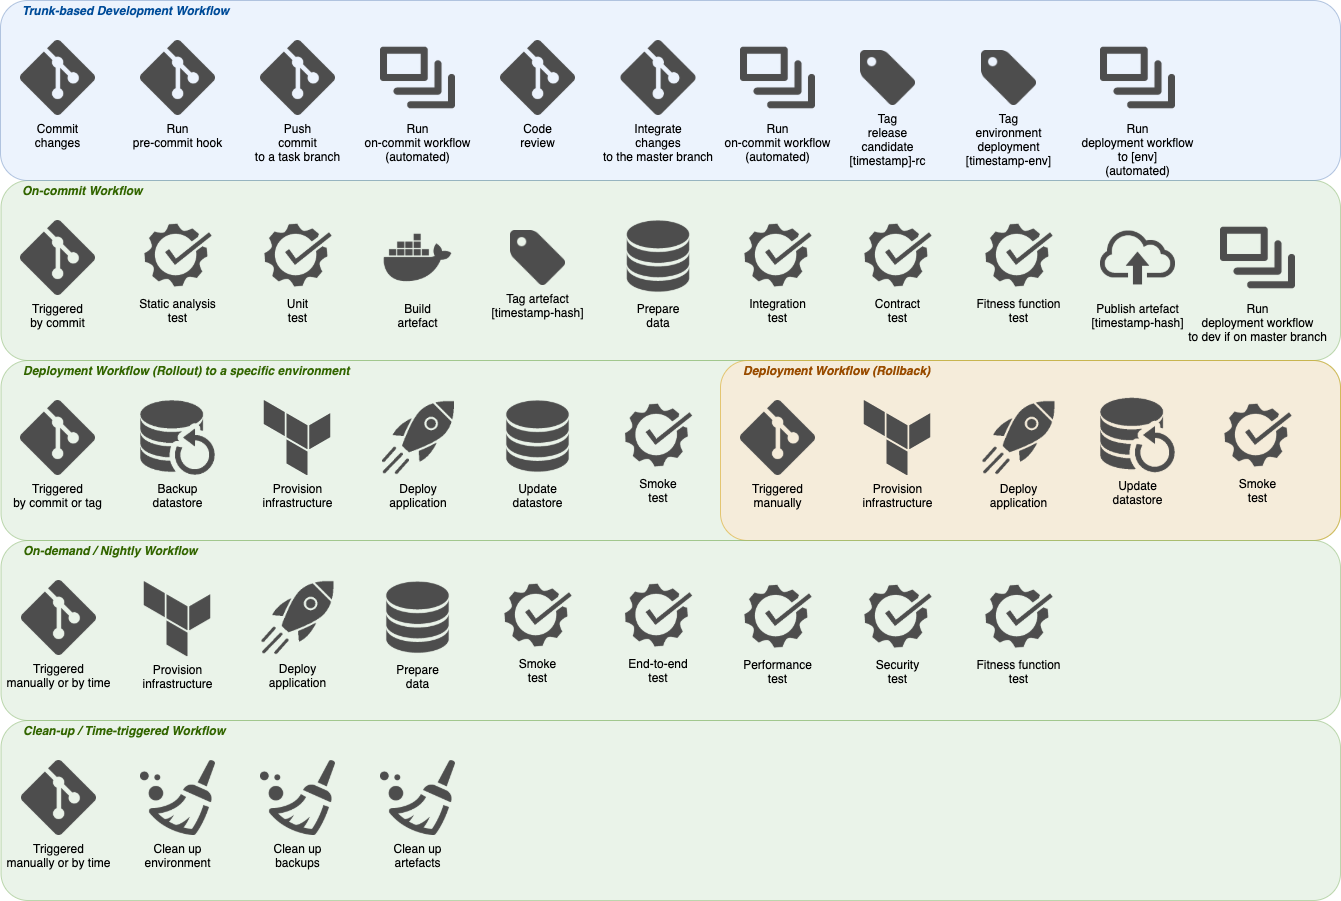 Trunk-based Development Workflow
Commit
changes
Run
pre-commit hook
Push
commit
to a task branch
Run
on-commit workflow
(automated)
Code
review
Integrate
changes
to the master branch
Run
on-commit workflow
(automated)
Tag
release
candidate
[timestamp]-rc
Tag
environment
deployment
[timestamp-env]
Run
deployment workflow
to [env]
(automated)
On-commit Workflow
Triggered
by commit
Static analysis
test
Unit
test
Build
artefact
Tag artefact
[timestamp-hash]
Prepare
data
Integration
test
Contract
test
Fitness function
test
Publish artefact
[timestamp-hash]
Run
deployment workflow
to dev if on master branch
Deployment Workflow (Rollout) to a specific environment
Triggered
by commit or tag
Backup
datastore
Provision
infrastructure
Deploy
application
Update
datastore
Smoke
test
Deployment Workflow (Rollback)
Triggered
manually
Provision
infrastructure
Deploy
application
Update
datastore
Smoke
test
On-demand / Nightly Workflow
Triggered
manually or by time
Provision
infrastructure
Deploy
application
Prepare
data
Smoke
test
End-to-end
test
Performance
test
Security
test
Fitness function
test
Clean-up / Time-triggered Workflow
Triggered
manually or by time
Clean up
environment
Clean up
backups
Clean up
artefacts